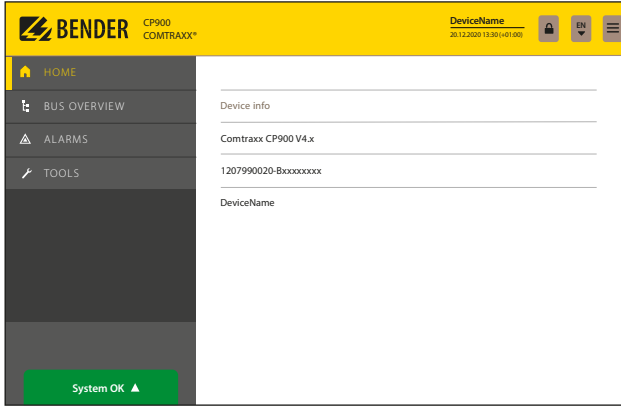 BENDER
CP900
COMTRAXX®
DeviceName
20.12.2020 13:30 (+01:00)
EN
HOME
BUS OVERVIEW
ALARMS
TOOLS
Device info
Comtraxx CP900 V4.x
1207990020-Bxxxxxxxx
DeviceName
System OK